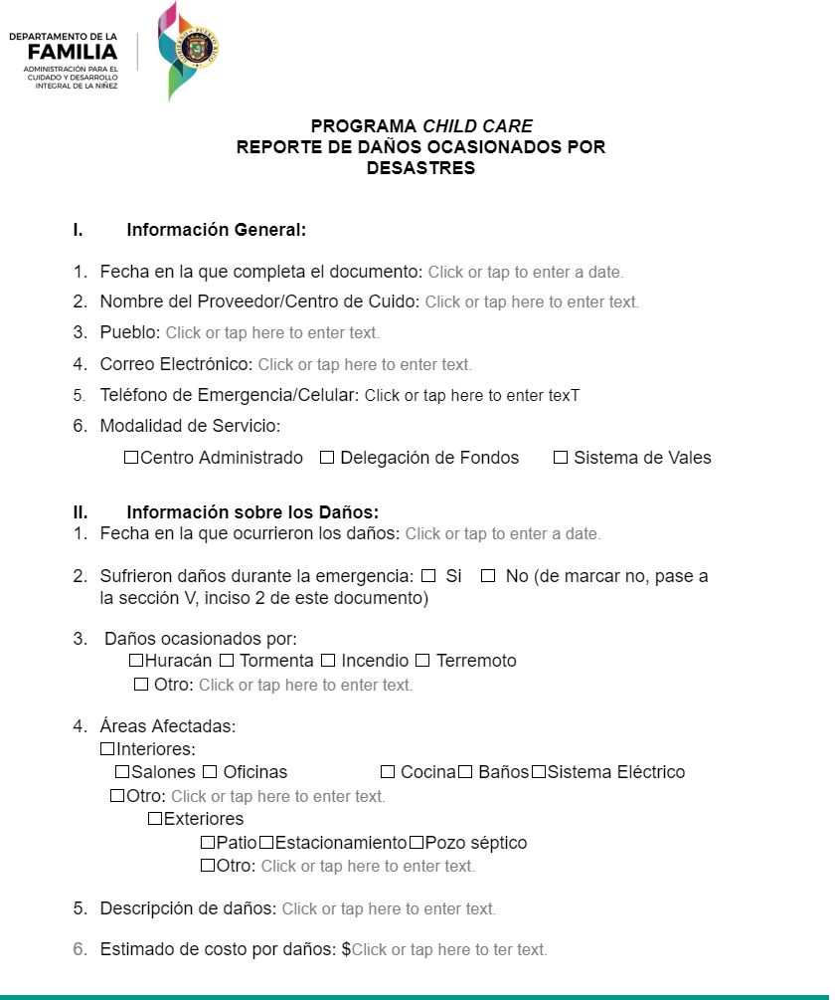 DEPARTAMENTO DE LA
FAMILIA
ADMINISTRACIÓN PARA EL
CUIDADO Y DESARROLLO
INTEGRAL DE LA NIÑEZ
PROGRAMA CHILD CARE
REPORTE DE DAÑOS OCASIONADOS POR
DESASTRES
I. Información General:
1. Fecha en la que completa el documento: Click or tap to enter a date.
2. Nombre del Proveedor/Centro de Cuido: Click or tap here to enter text.
3. Pueblo: Click or tap here to enter text.
4. Correo Electrónico: Click or tap here to enter text.
5. Teléfono de Emergencia/Celular: Click or tap here to enter texT
6. Modalidad de Servicio:
☐Centro Administrado ☐ Delegación de Fondos ☐ Sistema de Vales
II. Información sobre los Daños:
1. Fecha en la que ocurrieron los daños: Click or tap to enter a date.
2. Sufrieron daños durante la emergencia: ☐ Si ☐ No (de marcar no, pase a
la sección V, inciso 2 de este documento)
3. Daños ocasionados por:
☐Huracán ☐ Tormenta ☐ Incendio ☐ Terremoto
☐ Otro: Click or tap here to enter text.
4. Áreas Afectadas:
☐Interiores:
☐Salones ☐ Oficinas ☐ Cocina☐ Baños☐Sistema Eléctrico
☐Otro: Click or tap here to enter text.
☐Exteriores
☐Patio☐Estacionamiento☐Pozo séptico
☐Otro: Click or tap here to enter text.
5. Descripción de daños: Click or tap here to enter text.
6. Estimado de costo por daños: $Click or tap here to ter text.